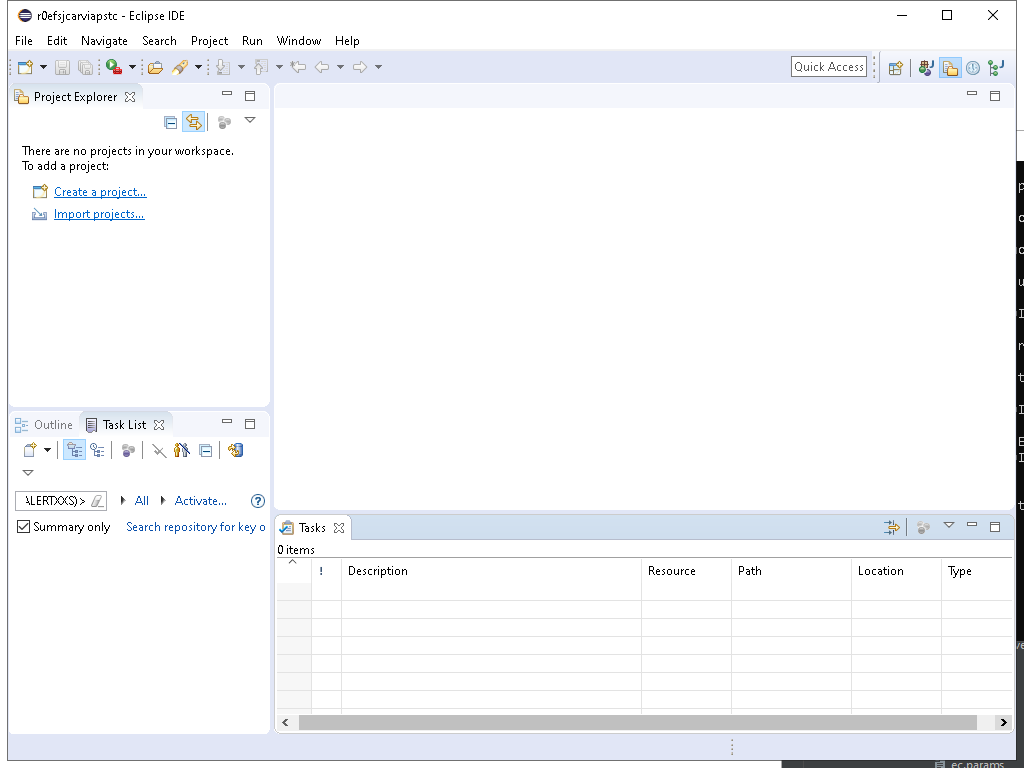 r0efsjcarviapstc - Eclipse IDE
File Edit Navigate Search Project Run Window Help
Quick Access
Project Explorer
There are no projects in your workspace.
To add a project:
Create a project...
Import projects...
Outline Task List
\LERTXXS)> All Activate...
Summary only Search repository for key o
Tasks
0 items
! Description Resource Path Location Type
ec.params